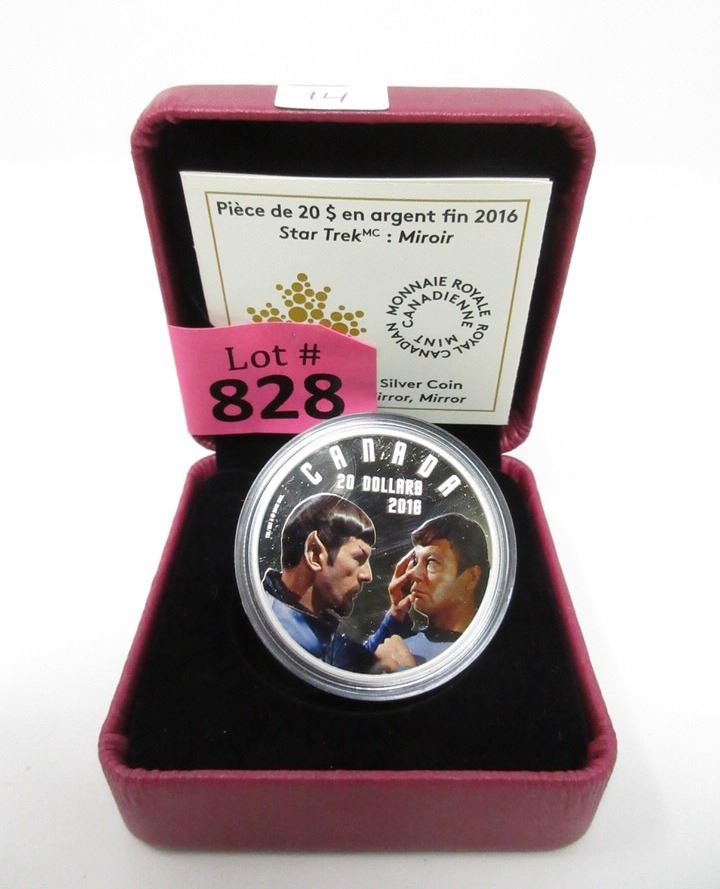 14
Pièce de 20 $ en argent fin 2016
Star Trekᴹᶜ : Miroir
MONNAIE ROYALE CANADIENNE
ROYAL CANADIAN MINT
Lot #
828
Silver Coin
Mirror, Mirror
CANADA
20 DOLLARS
2016